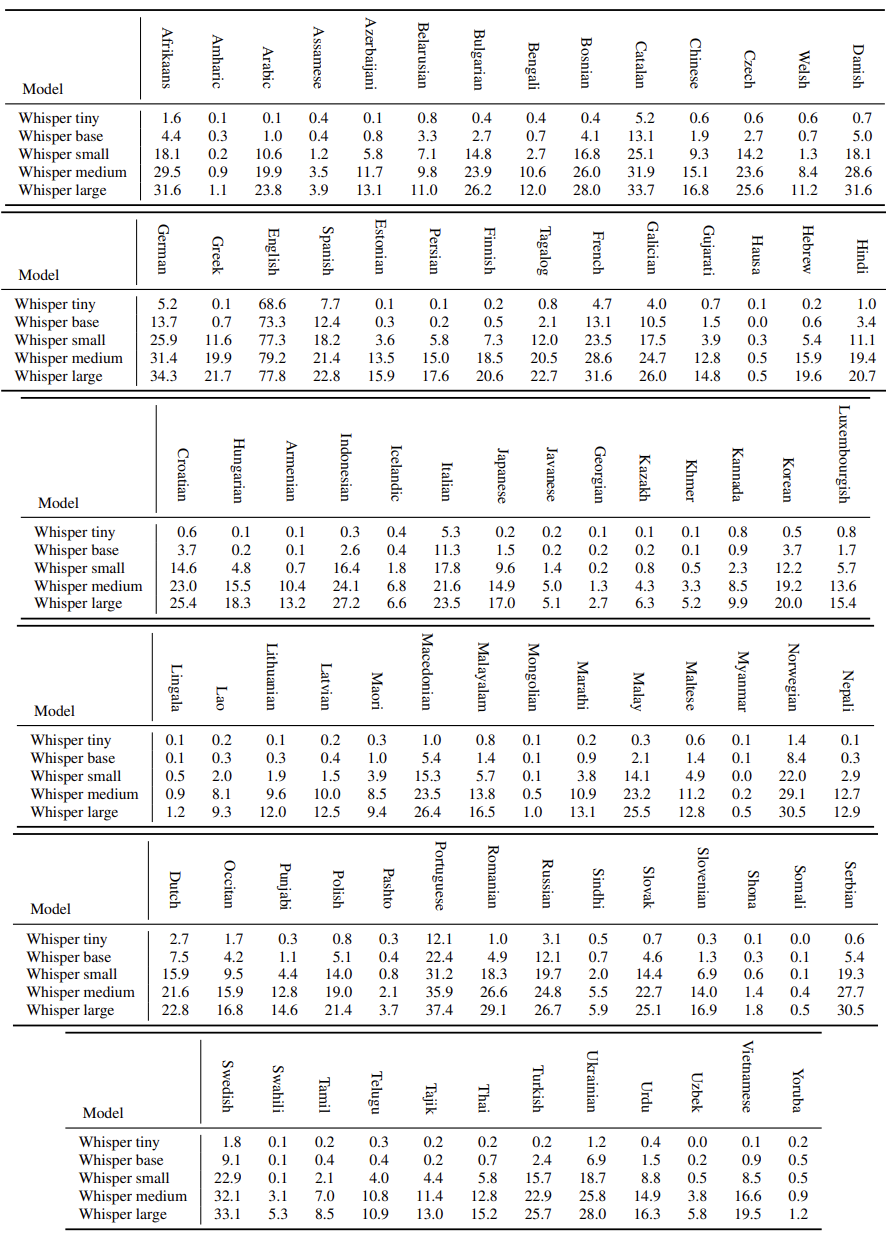 Model Afrikaans Amharic Arabic Assamese Azerbaijani Belarusian Bulgarian Bengali Bosnian Catalan Chinese Czech Welsh Danish
Whisper tiny 1.6 0.1 0.1 0.4 0.1 0.8 0.4 0.4 0.4 5.2 0.6 0.6 0.6 0.7
Whisper base 4.4 0.3 1.0 0.4 0.8 3.3 2.7 0.7 4.1 13.1 1.9 2.7 0.7 5.0
Whisper small 18.1 0.2 10.6 1.2 5.8 7.1 14.8 2.7 16.8 25.1 9.3 14.2 1.3 18.1
Whisper medium 29.5 0.9 19.9 3.5 11.7 9.8 23.9 10.6 26.0 31.9 15.1 23.6 8.4 28.6
Whisper large 31.6 1.1 23.8 3.9 13.1 11.0 26.2 12.0 28.0 33.7 16.8 25.6 11.2 31.6
Model German Greek English Spanish Estonian Persian Finnish Tagalog French Galician Gujarati Hausa Hebrew Hindi
Whisper tiny 5.2 0.1 68.6 7.7 0.1 0.1 0.2 0.8 4.7 4.0 0.7 0.1 0.2 1.0
Whisper base 13.7 0.7 73.3 12.4 0.3 0.2 0.5 2.1 13.1 10.5 1.5 0.0 0.6 3.4
Whisper small 25.9 11.6 77.3 18.2 3.6 5.8 7.3 12.0 23.5 17.5 3.9 0.3 5.4 11.1
Whisper medium 31.4 19.9 79.2 21.4 13.5 15.0 18.5 20.5 28.6 24.7 12.8 0.5 15.9 19.4
Whisper large 34.3 21.7 77.8 22.8 15.9 17.6 20.6 22.7 31.6 26.0 14.8 0.5 19.6 20.7
Model Croatian Hungarian Armenian Indonesian Icelandic Italian Japanese Javanese Georgian Kazakh Khmer Kannada Korean Luxembourgish
Whisper tiny 0.6 0.1 0.1 0.3 0.4 5.3 0.2 0.2 0.1 0.1 0.1 0.8 0.5 0.8
Whisper base 3.7 0.2 0.1 2.6 0.4 11.3 1.5 0.2 0.2 0.2 0.1 0.9 3.7 1.7
Whisper small 14.6 4.8 0.7 16.4 1.8 17.8 9.6 1.4 0.2 0.8 0.5 2.3 12.2 5.7
Whisper medium 23.0 15.5 10.4 24.1 6.8 21.6 14.9 5.0 1.3 4.3 3.3 8.5 19.2 13.6
Whisper large 25.4 18.3 13.2 27.2 6.6 23.5 17.0 5.1 2.7 6.3 5.2 9.9 20.0 15.4
Model Lingala Lao Lithuanian Latvian Maori Macedonian Malayalam Mongolian Marathi Malay Maltese Myanmar Norwegian Nepali
Whisper tiny 0.1 0.2 0.1 0.2 0.3 1.0 0.8 0.1 0.2 0.3 0.6 0.1 1.4 0.1
Whisper base 0.1 0.3 0.3 0.4 1.0 5.4 1.4 0.1 0.9 2.1 1.4 0.1 8.4 0.3
Whisper small 0.5 2.0 1.9 1.5 3.9 15.3 5.7 0.1 3.8 14.1 4.9 0.0 22.0 2.9
Whisper medium 0.9 8.1 9.6 10.0 8.5 23.5 13.8 0.5 10.9 23.2 11.2 0.2 29.1 12.7
Whisper large 1.2 9.3 12.0 12.5 9.4 26.4 16.5 1.0 13.1 25.5 12.8 0.5 30.5 12.9
Model Dutch Occitan Punjabi Polish Pashto Portuguese Romanian Russian Sindhi Slovak Slovenian Shona Somali Serbian
Whisper tiny 2.7 1.7 0.3 0.8 0.3 12.1 1.0 3.1 0.5 0.7 0.3 0.1 0.0 0.6
Whisper base 7.5 4.2 1.1 5.1 0.4 22.4 4.9 12.1 0.7 4.6 1.3 0.3 0.1 5.4
Whisper small 15.9 9.5 4.4 14.0 0.8 31.2 18.3 19.7 2.0 14.4 6.9 0.6 0.1 19.3
Whisper medium 21.6 15.9 12.8 19.0 2.1 35.9 26.6 24.8 5.5 22.7 14.0 1.4 0.4 27.7
Whisper large 22.8 16.8 14.6 21.4 3.7 37.4 29.1 26.7 5.9 25.1 16.9 1.8 0.5 30.5
Model Swedish Swahili Tamil Telugu Tajik Thai Turkish Ukrainian Urdu Uzbek Vietnamese Yoruba
Whisper tiny 1.8 0.1 0.2 0.3 0.2 0.2 0.2 1.2 0.4 0.0 0.1 0.2
Whisper base 9.1 0.1 0.4 0.4 0.2 0.7 2.4 6.9 1.5 0.2 0.9 0.5
Whisper small 22.9 0.1 2.1 4.0 4.4 5.8 15.7 18.7 8.8 0.5 8.5 0.5
Whisper medium 32.1 3.1 7.0 10.8 11.4 12.8 22.9 25.8 14.9 3.8 16.6 0.9
Whisper large 33.1 5.3 8.5 10.9 13.0 15.2 25.7 28.0 16.3 5.8 19.5 1.2